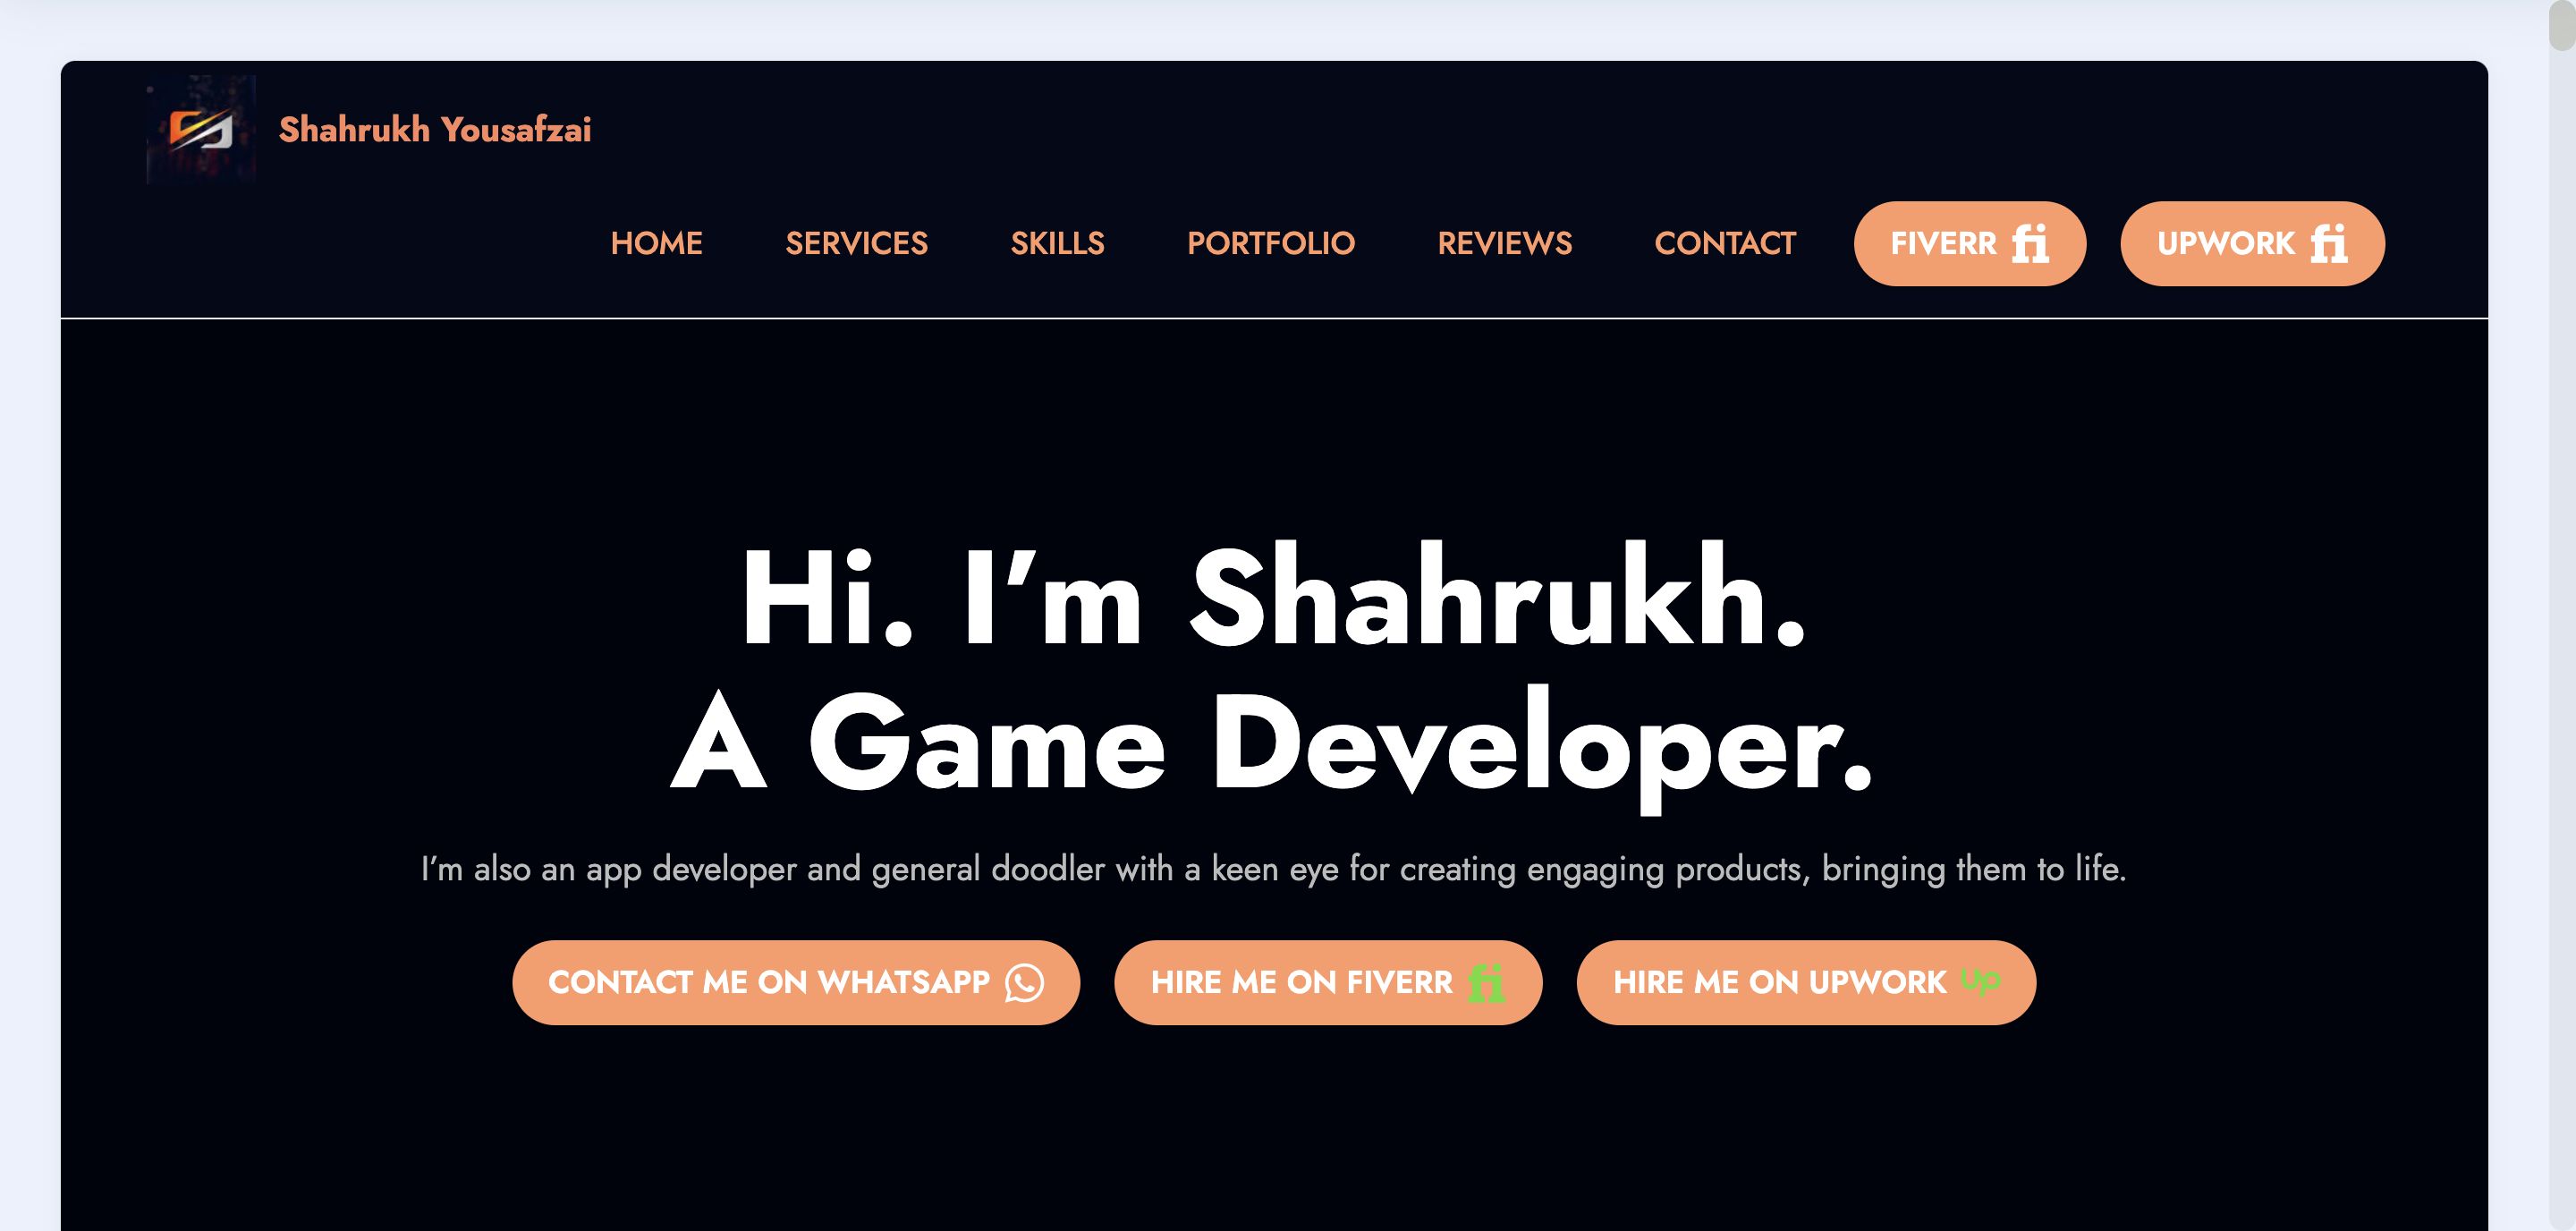 Shahrukh Yousafzai
HOME SERVICES SKILLS PORTFOLIO REVIEWS CONTACT FIVERR fi UPWORK fi
Hi. I’m Shahrukh.
A Game Developer.
I’m also an app developer and general doodler with a keen eye for creating engaging products, bringing them to life.
CONTACT ME ON WHATSAPP HIRE ME ON FIVERR fi HIRE ME ON UPWORK Up